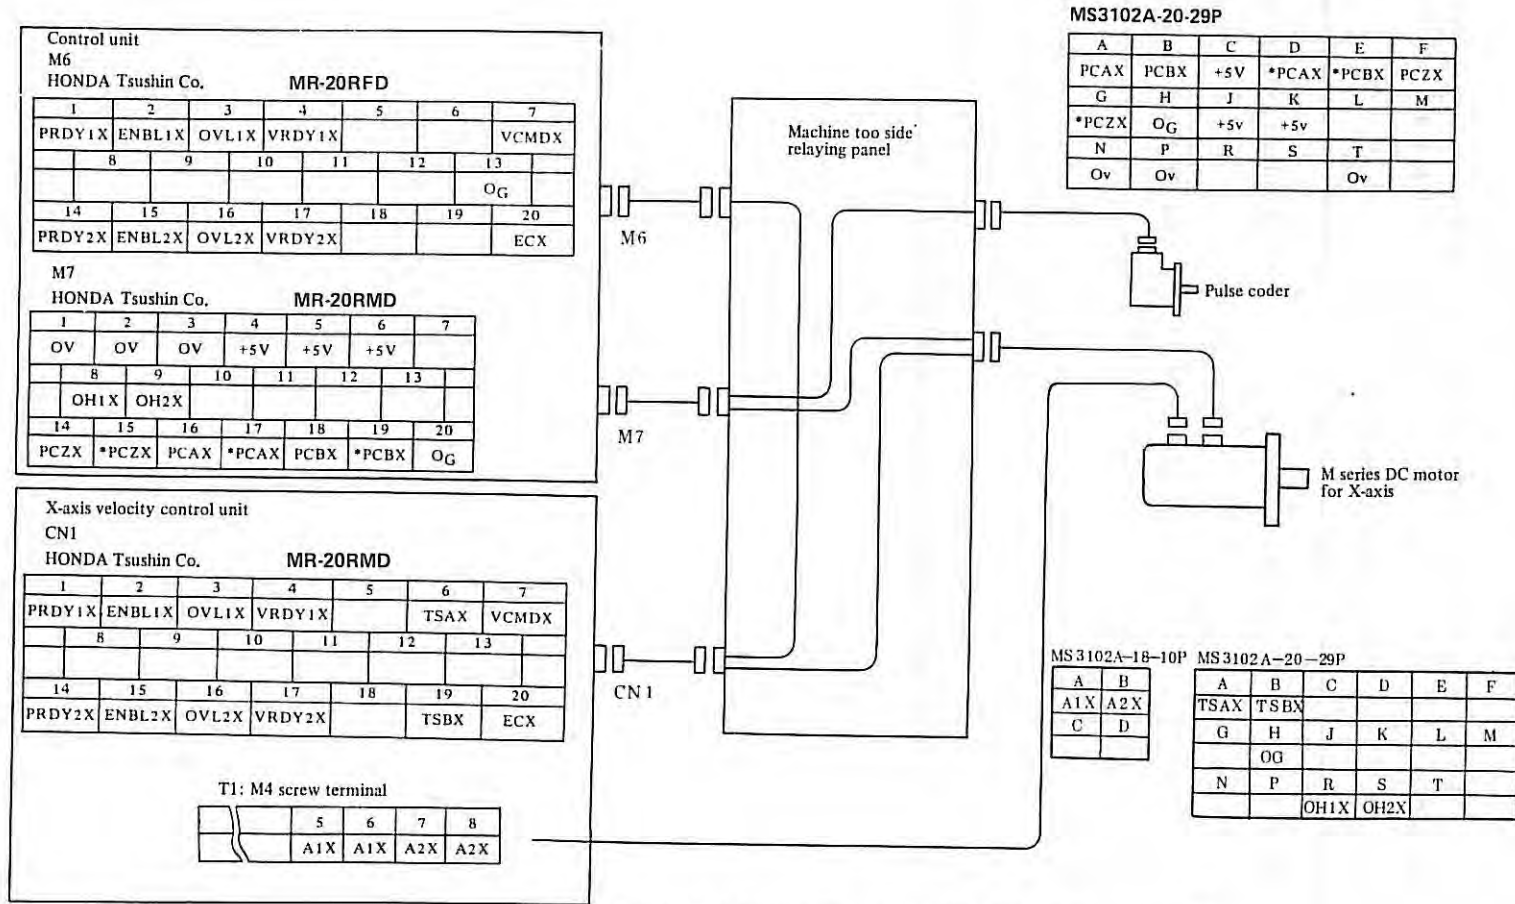 Control unit
M6
HONDA Tsushin Co. MR-20RFD
1 2 3 4 5 6 7
PRDY1X ENBL1X OVL1X VRDY1X VCMDX
8 9 10 11 12 13
OG
14 15 16 17 18 19 20
PRDY2X ENBL2X OVL2X VRDY2X ECX
M7
HONDA Tsushin Co. MR-20RMD
1 2 3 4 5 6 7
OV OV OV +5V +5V +5V
8 9 10 11 12 13
OH1X OH2X
14 15 16 17 18 19 20
PCZX *PCZX PCAX *PCAX PCBX *PCBX OG
X-axis velocity control unit
CN1
HONDA Tsushin Co. MR-20RMD
1 2 3 4 5 6 7
PRDY1X ENBL1X OVL1X VRDY1X TSAX VCMDX
8 9 10 11 12 13
14 15 16 17 18 19 20
PRDY2X ENBL2X OVL2X VRDY2X TSBX ECX
T1: M4 screw terminal
5 6 7 8
A1X A1X A2X A2X
M6
M7
CN1
Machine too side
relaying panel
MS3102A-20-29P
A B C D E F
PCAX PCBX +5V *PCAX *PCBX PCZX
G H J K L M
*PCZX OG +5v +5v
N P R S T
Ov Ov Ov
Pulse coder
M series DC motor
for X-axis
MS3102A-18-10P
A B
A1X A2X
C D
MS3102A-20-29P
A B C D E F
TSAX TSBX
G H J K L M
OG
N P R S T
OH1X OH2X